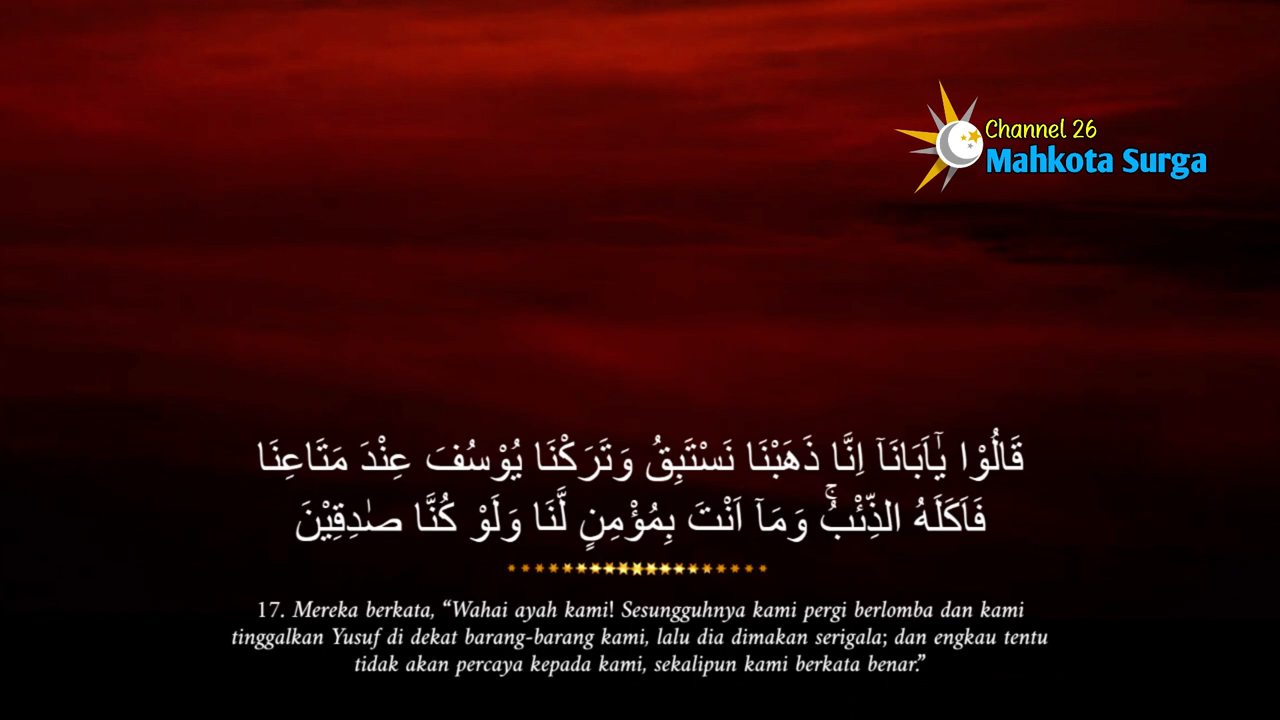 Channel 26
Mahkota Surga
قَالُوْا يٰٓاَبَانَآ اِنَّا ذَهَبْنَا نَسْتَبِقُ وَتَرَكْنَا يُوْسُفَ عِنْدَ مَتَاعِنَا
فَاَكَلَهُ الذِّئْبُۚ وَمَآ اَنْتَ بِمُؤْمِنٍ لَّنَا وَلَوْ كُنَّا صٰدِقِيْنَ
17. Mereka berkata, “Wahai ayah kami! Sesungguhnya kami pergi berlomba dan kami
tinggalkan Yusuf di dekat barang-barang kami, lalu dia dimakan serigala; dan engkau tentu
tidak akan percaya kepada kami, sekalipun kami berkata benar.”